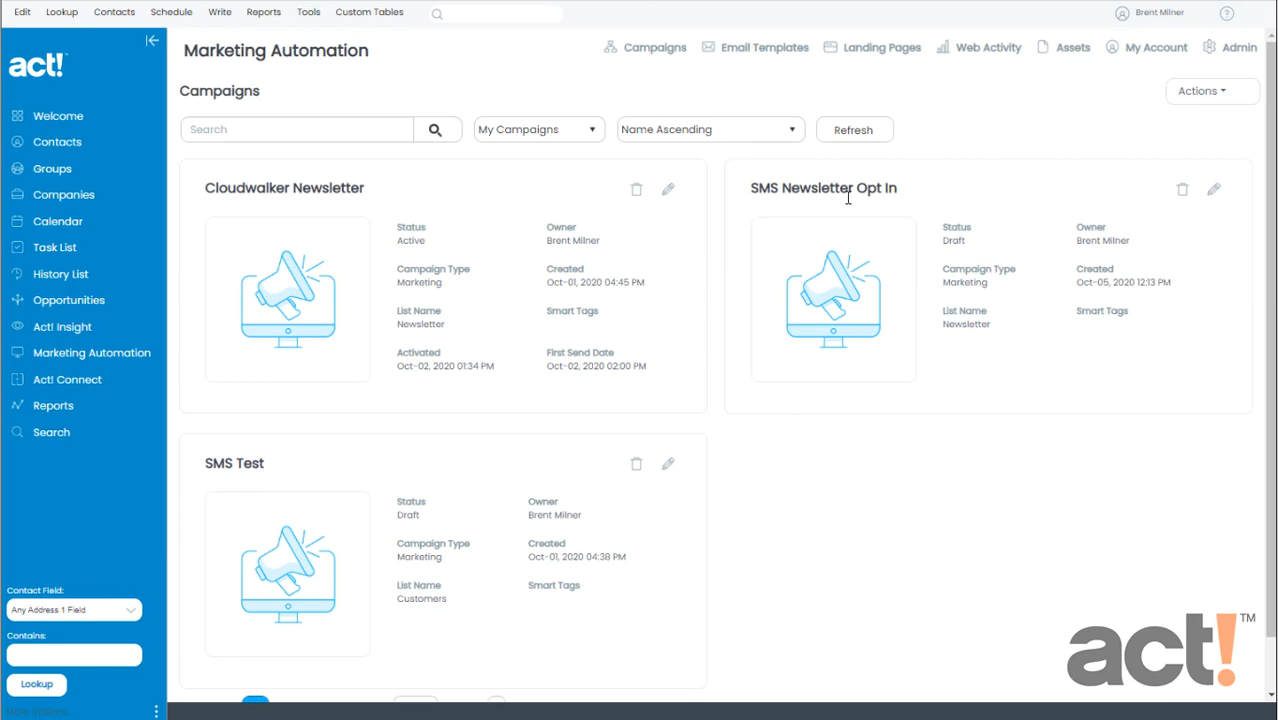 Edit Lookup Contacts Schedule Write Reports Tools Custom Tables Brent Milner ?
act!
Welcome
Contacts
Groups
Companies
Calendar
Task List
History List
Opportunities
Act! Insight
Marketing Automation
Act! Connect
Reports
Search
Contact Field:
Any Address 1 Field
Contains:
Lookup
More options...
Marketing Automation
Campaigns Email Templates Landing Pages Web Activity Assets My Account Admin
Campaigns
Actions
Search My Campaigns Name Ascending Refresh
Cloudwalker Newsletter
Status Owner
Active Brent Milner
Campaign Type Created
Marketing Oct-01, 2020 04:45 PM
List Name Smart Tags
Newsletter
Activated First Send Date
Oct-02, 2020 01:34 PM Oct-02, 2020 02:00 PM
SMS Newsletter Opt In
Status Owner
Draft Brent Milner
Campaign Type Created
Marketing Oct-05, 2020 12:13 PM
List Name Smart Tags
Newsletter
SMS Test
Status Owner
Draft Brent Milner
Campaign Type Created
Marketing Oct-01, 2020 04:38 PM
List Name Smart Tags
Customers
act!™